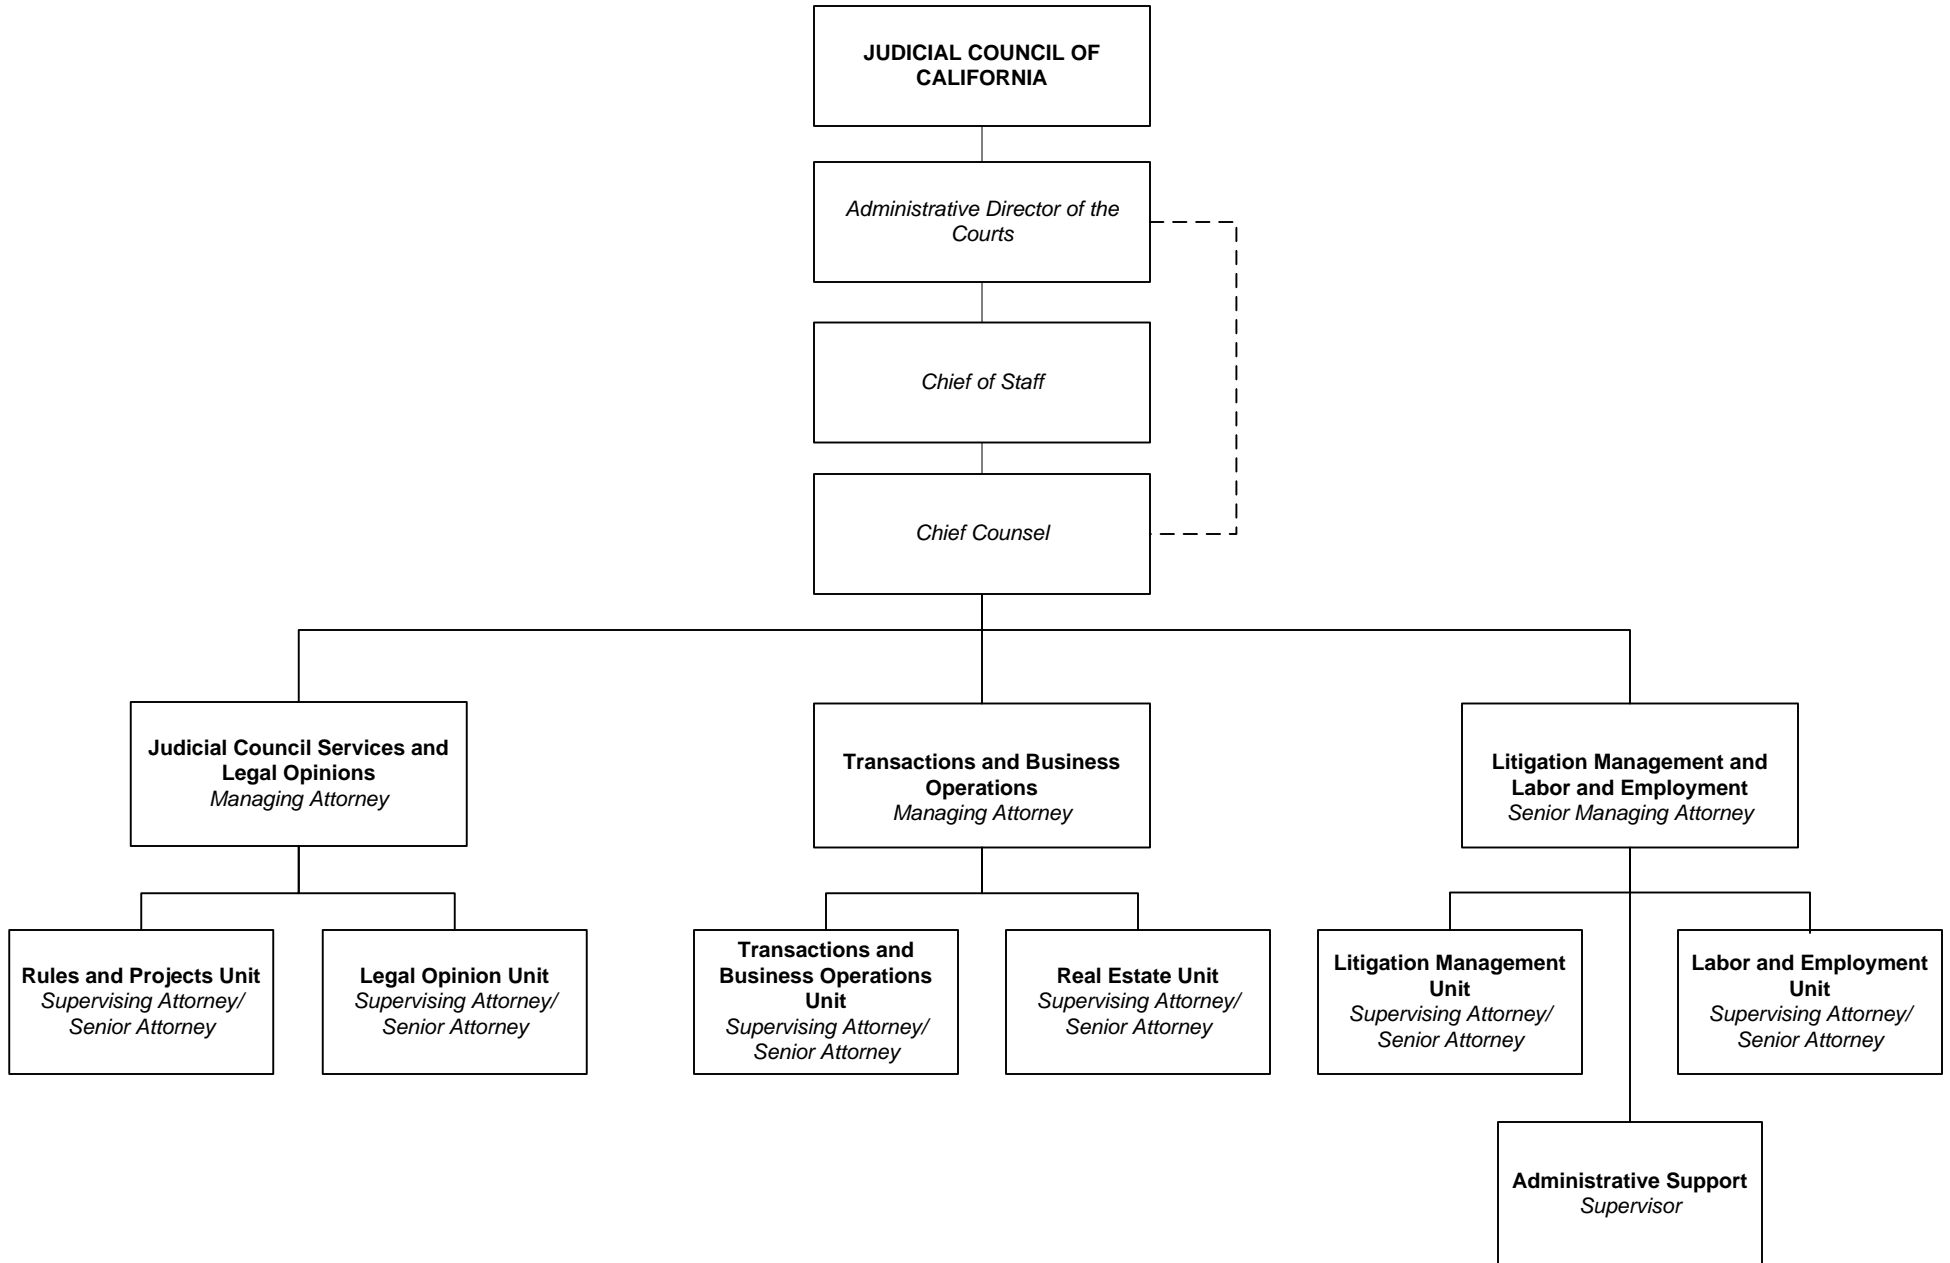 JUDICIAL COUNCIL OF
CALIFORNIA
Administrative Director of the
Courts
Chief of Staff
Chief Counsel
Judicial Council Services and
Legal Opinions
Managing Attorney
Transactions and Business
Operations
Managing Attorney
Litigation Management and
Labor and Employment
Senior Managing Attorney
Rules and Projects Unit
Supervising Attorney/
Senior Attorney
Legal Opinion Unit
Supervising Attorney/
Senior Attorney
Transactions and
Business Operations
Unit
Supervising Attorney/
Senior Attorney
Real Estate Unit
Supervising Attorney/
Senior Attorney
Litigation Management
Unit
Supervising Attorney/
Senior Attorney
Labor and Employment
Unit
Supervising Attorney/
Senior Attorney
Administrative Support
Supervisor